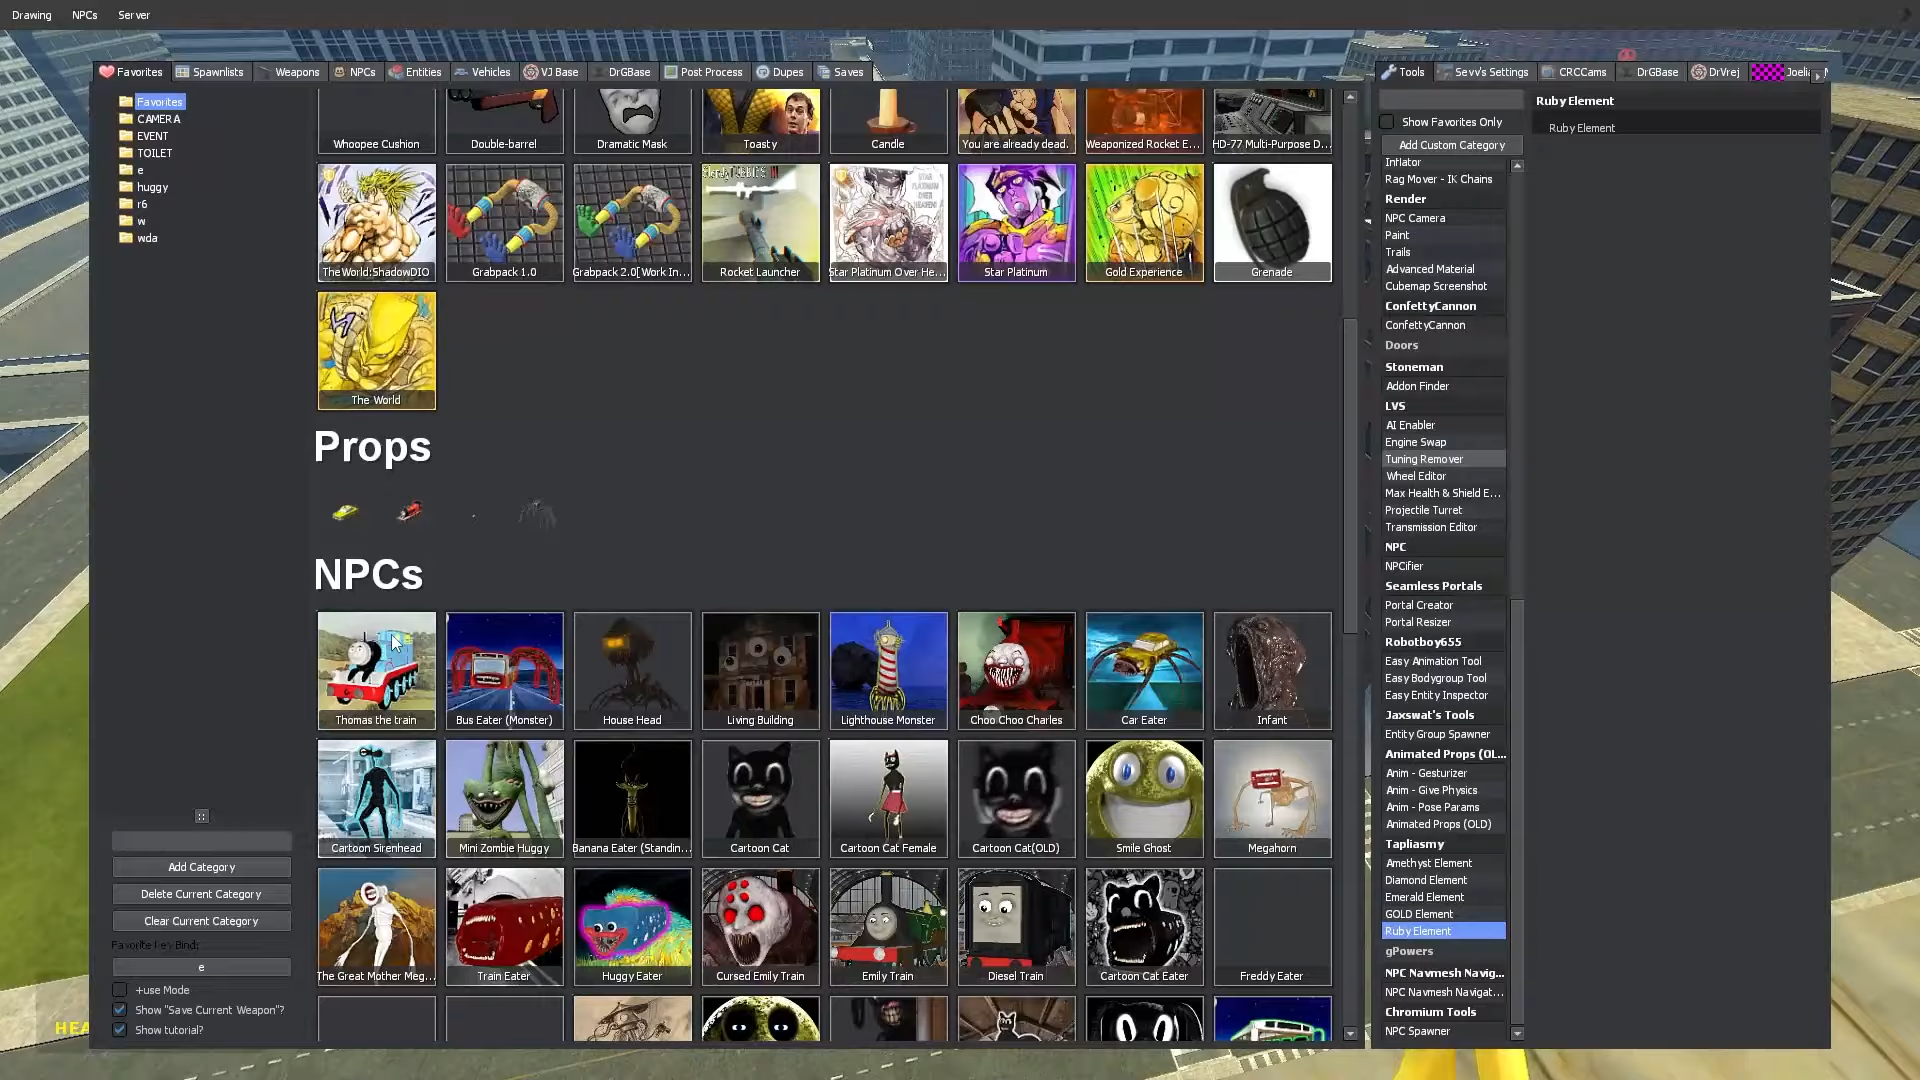 Drawing NPCs Server
Favorites Spawnlists Weapons NPCs Entities Vehicles VJ Base DrGBase Post Process Dupes Saves
Tools Sevv's Settings CRCCams DrGBase DrVrej Joelia
Favorites
CAMERA
EVENT
TOILET
e
huggy
r6
w
wda
Add Category
Delete Current Category
Clear Current Category
Favorite Key Bind:
e
+use Mode
Show "Save Current Weapon"?
Show tutorial?
HEA
Whoopee Cushion Double-barrel Dramatic Mask Toasty Candle You are already dead. Weaponized Rocket E... HD-77 Multi-Purpose D...
TheWorld:ShadowDIO Grabpack 1.0 Grabpack 2.0[Work In... Rocket Launcher Star Platinum Over He... Star Platinum Gold Experience Grenade
The World
Props
NPCs
Thomas the train Bus Eater (Monster) House Head Living Building Lighthouse Monster Choo Choo Charles Car Eater Infant
Cartoon Sirenhead Mini Zombie Huggy Banana Eater (Standin... Cartoon Cat Cartoon Cat Female Cartoon Cat(OLD) Smile Ghost Megahorn
The Great Mother Meg... Train Eater Huggy Eater Cursed Emily Train Emily Train Diesel Train Cartoon Cat Eater Freddy Eater
Show Favorites Only
Add Custom Category
Inflator
Rag Mover - IK Chains
Render
NPC Camera
Paint
Trails
Advanced Material
Cubemap Screenshot
ConfettyCannon
ConfettyCannon
Doors
Stoneman
Addon Finder
LVS
AI Enabler
Engine Swap
Tuning Remover
Wheel Editor
Max Health & Shield E...
Projectile Turret
Transmission Editor
NPC
NPCifier
Seamless Portals
Portal Creator
Portal Resizer
Robotboy655
Easy Animation Tool
Easy Bodygroup Tool
Easy Entity Inspector
Jaxswat's Tools
Entity Group Spawner
Animated Props (OL...
Anim - Gesturizer
Anim - Give Physics
Anim - Pose Params
Animated Props (OLD)
Tapliasmy
Amethyst Element
Diamond Element
Emerald Element
GOLD Element
Ruby Element
gPowers
NPC Navmesh Navig...
NPC Navmesh Navigat...
Chromium Tools
NPC Spawner
Ruby Element
Ruby Element